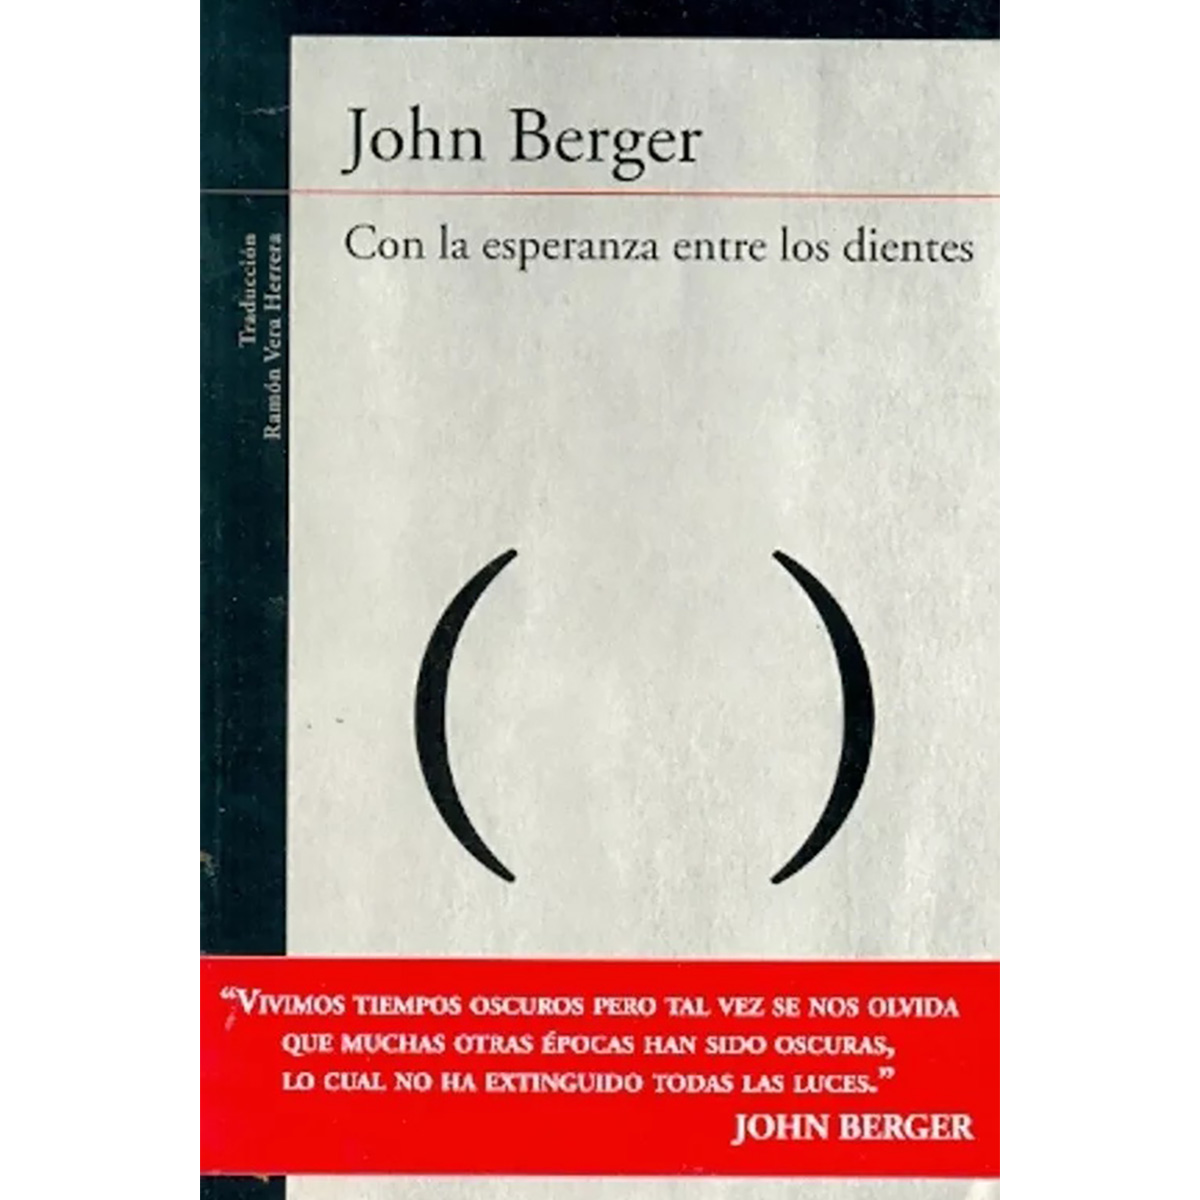 John Berger
Con la esperanza entre los dientes
Traducción
Ramón Vera Herrera
( )
“VIVIMOS TIEMPOS OSCUROS PERO TAL VEZ SE NOS OLVIDA
QUE MUCHAS OTRAS ÉPOCAS HAN SIDO OSCURAS,
LO CUAL NO HA EXTINGUIDO TODAS LAS LUCES.”
JOHN BERGER